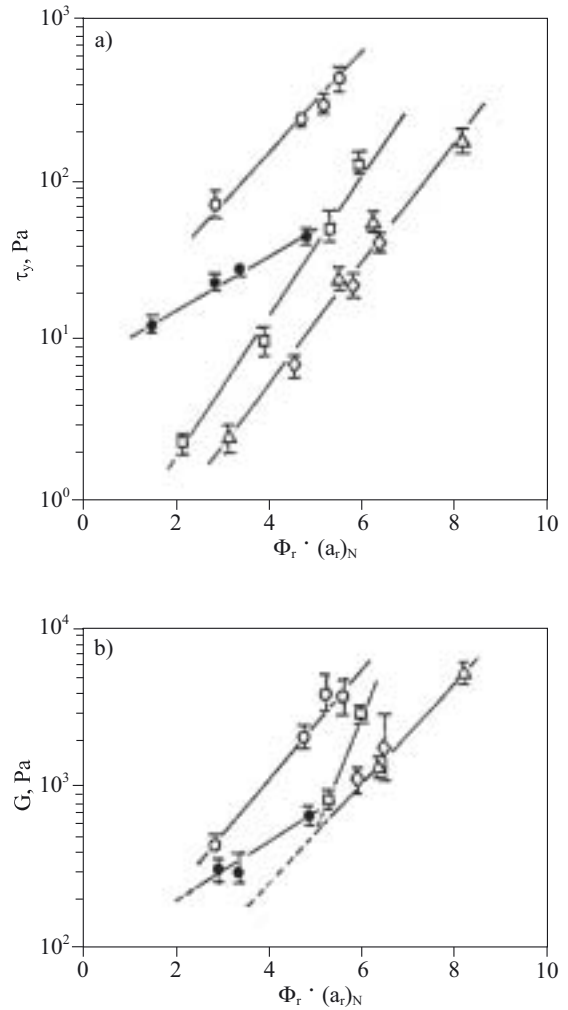 a)
10³
10²
10¹
10⁰
τy, Pa
0 2 4 6 8 10
Φr · (ar)N
b)
10⁴
10³
10²
G, Pa
0 2 4 6 8 10
Φr · (ar)N